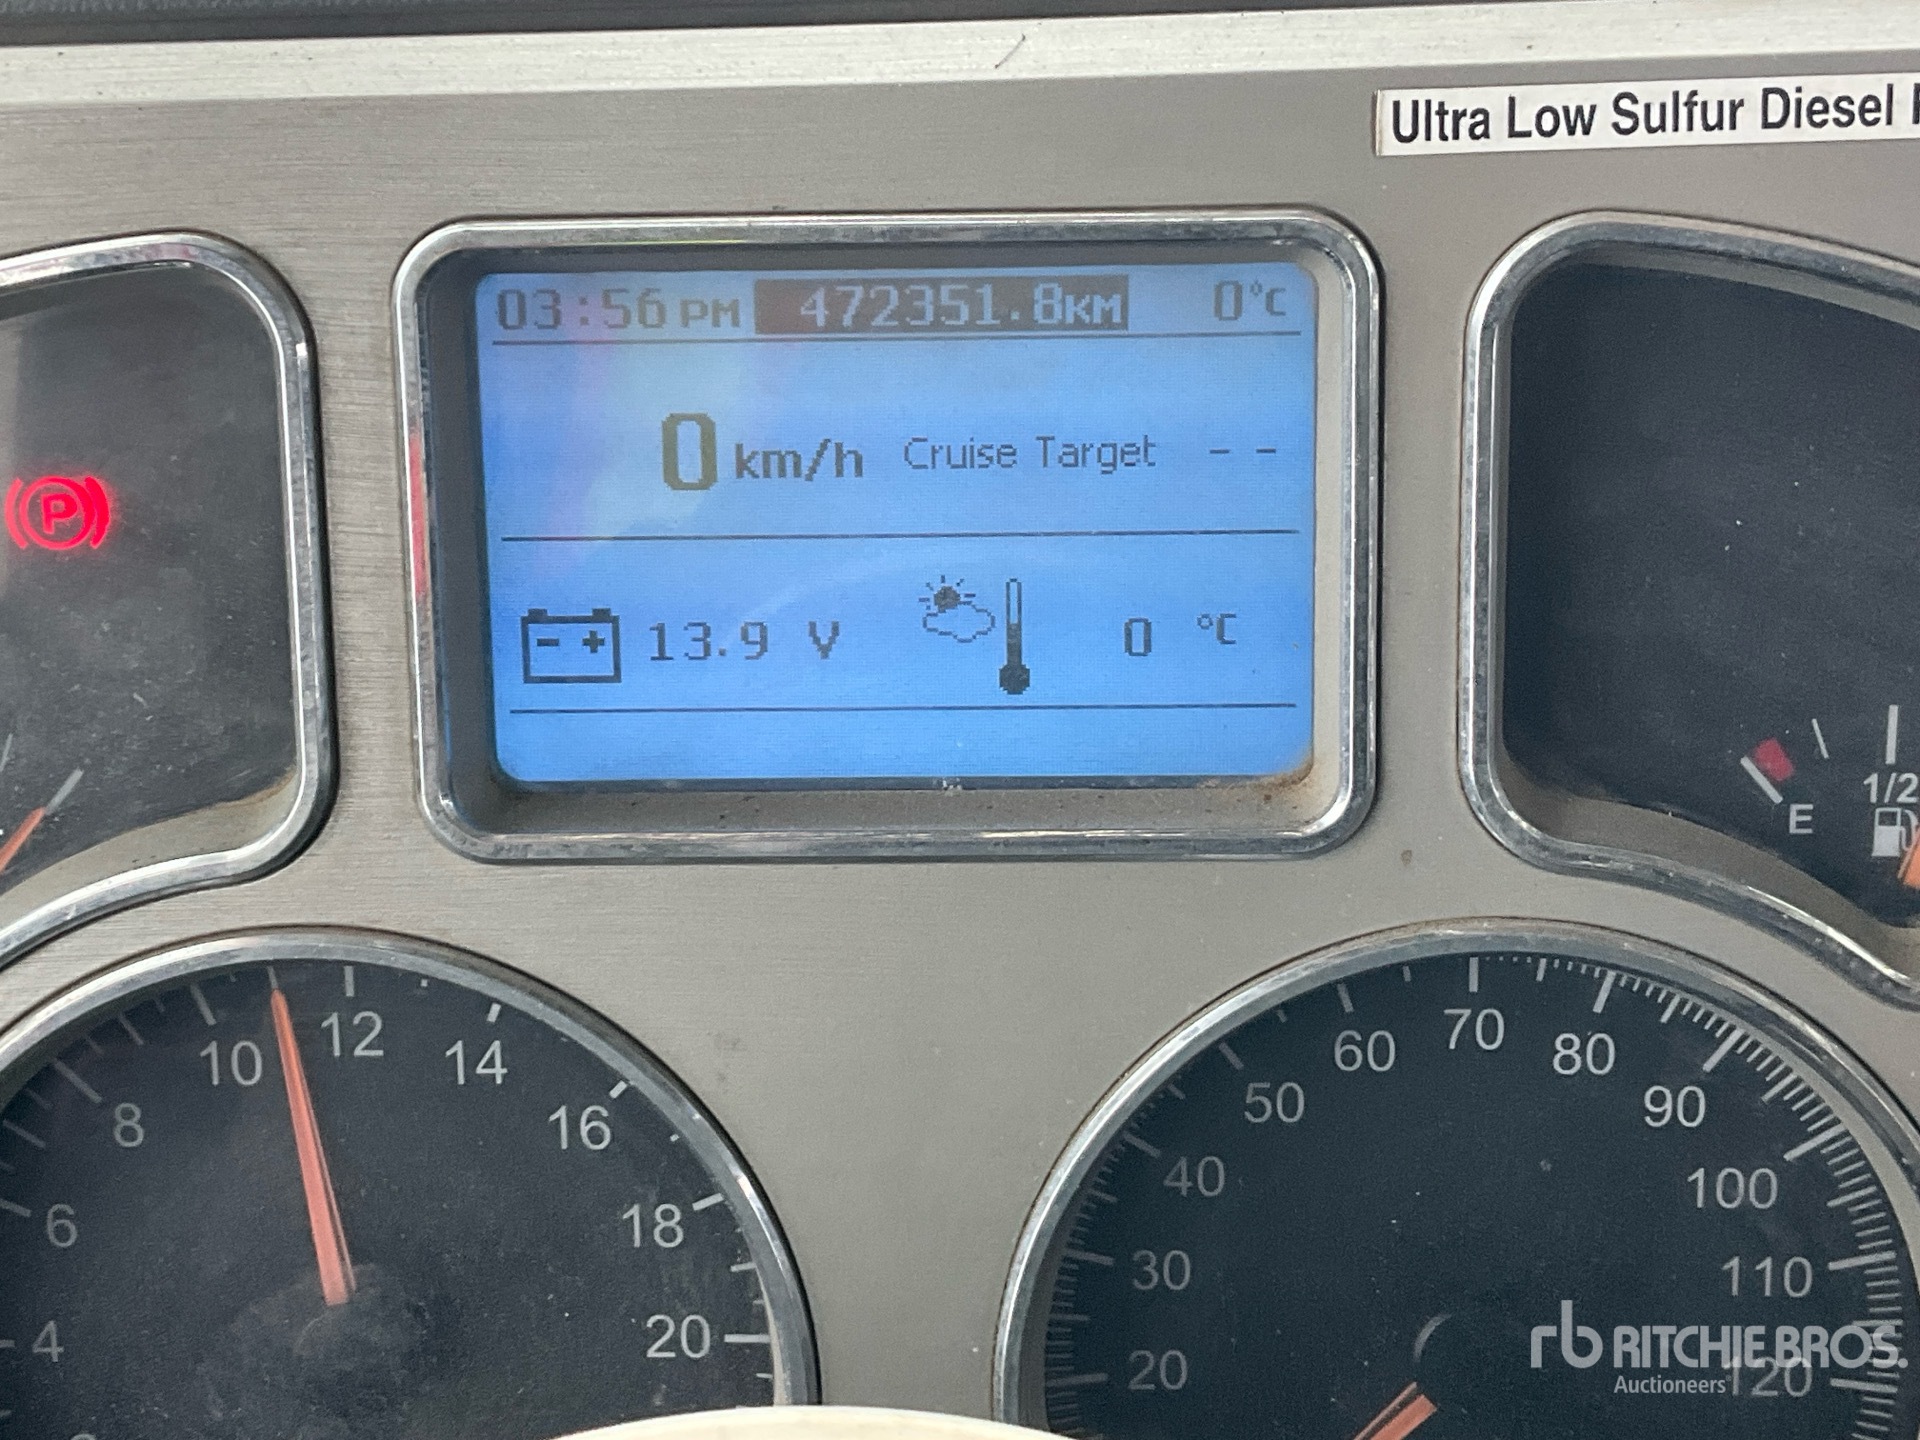 Ultra Low Sulfur Diesel
03:56 PM 472351.8KM 0°C
0 km/h Cruise Target - -
- + 13.9 V 0 °C
P
E 1/2
4 6 8 10 12 14 16 18 20
20 30 40 50 60 70 80 90 100 110 120
rb RITCHIE BROS.
Auctioneers